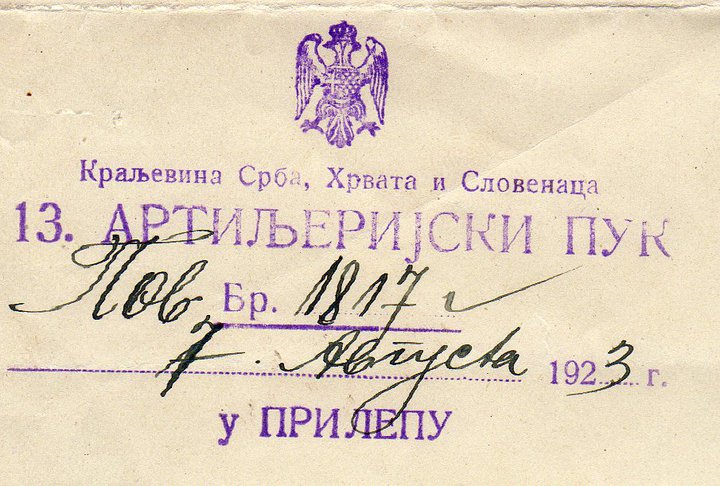 Краљевина Срба, Хрвата и Словенаца
13. АРТИЉЕРИЈСКИ ПУК
Пов. Бр. 1817
7. Августа 1923 г.
у ПРИЛЕПУ